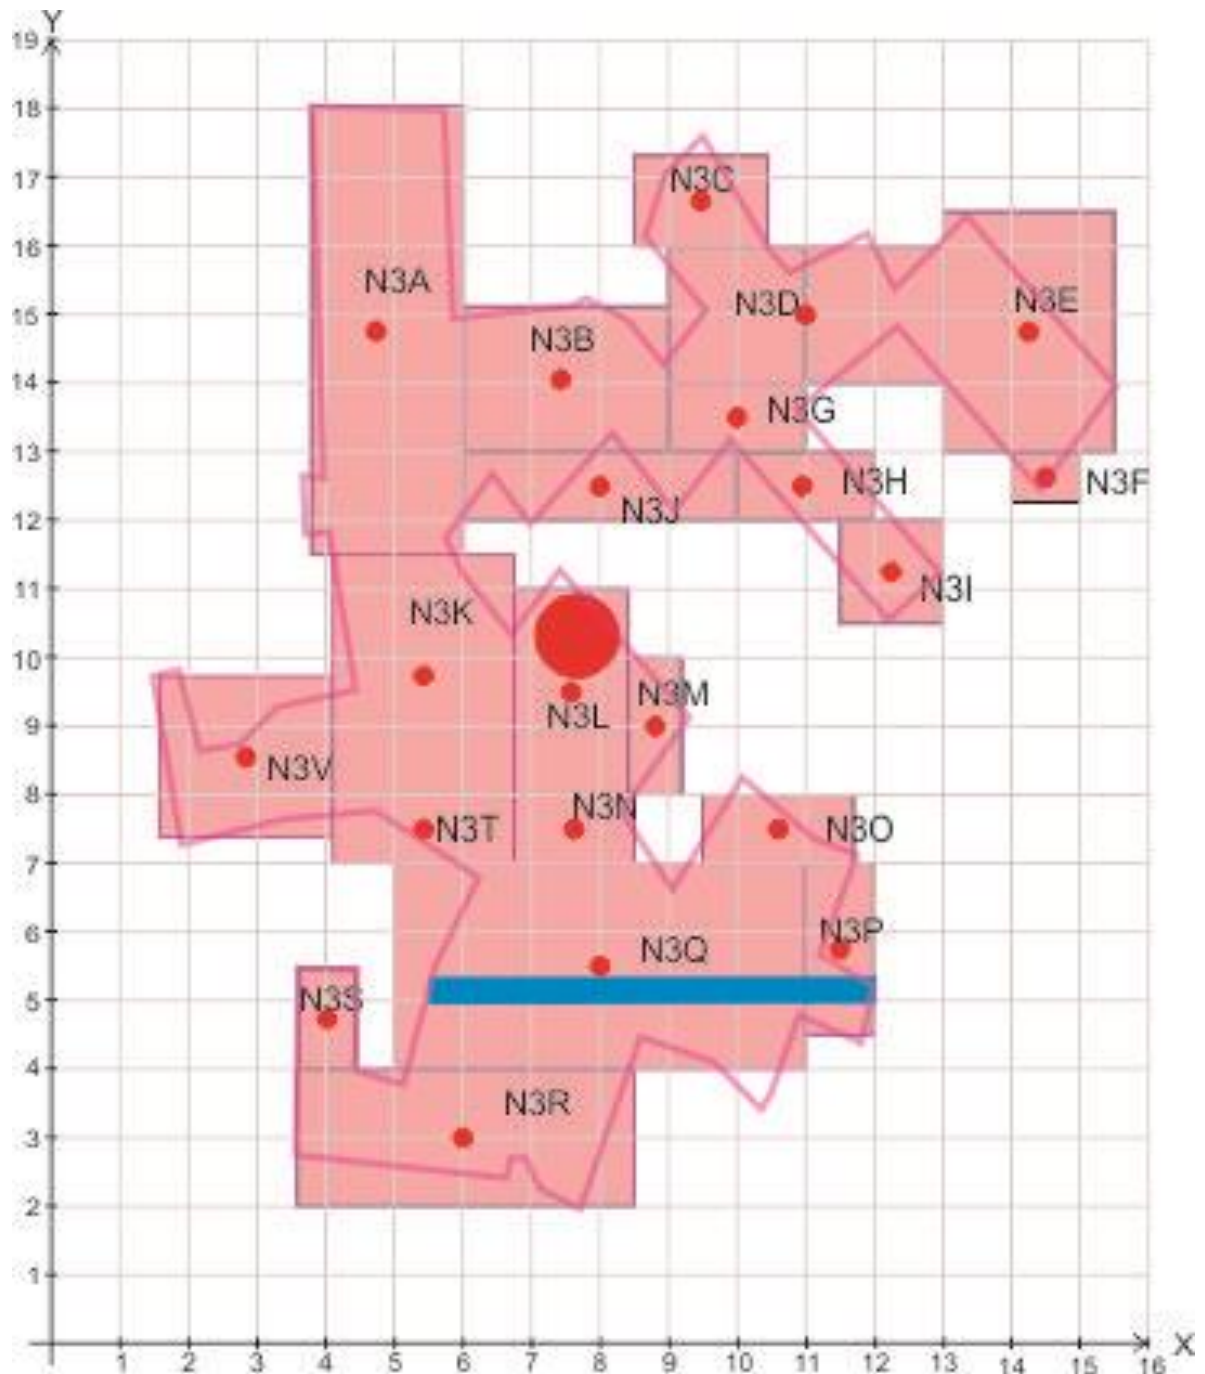 Y
19
18
17
N3C
16
N3A
N3D
N3E
15
N3B
14
N3G
13
N3H
N3F
N3J
12
N3I
11
N3K
10
N3M
N3L
9
N3V
8
N3N
N3T
N3O
7
N3P
6
N3Q
5
N3S
4
N3R
3
2
1
1 2 3 4 5 6 7 8 9 10 11 12 13 14 15 16 X